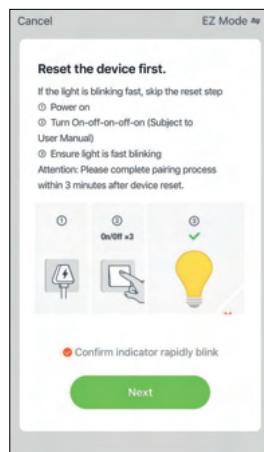 Cancel
EZ Mode
Reset the device first.
If the light is blinking fast, skip the reset step
① Power on
② Turn On-off-on-off-on (Subject to
User Manual)
③ Ensure light is fast blinking
Attention: Please complete pairing process
within 3 minutes after device reset.
① ② ③
On/Off ×3
Confirm indicator rapidly blink
Next